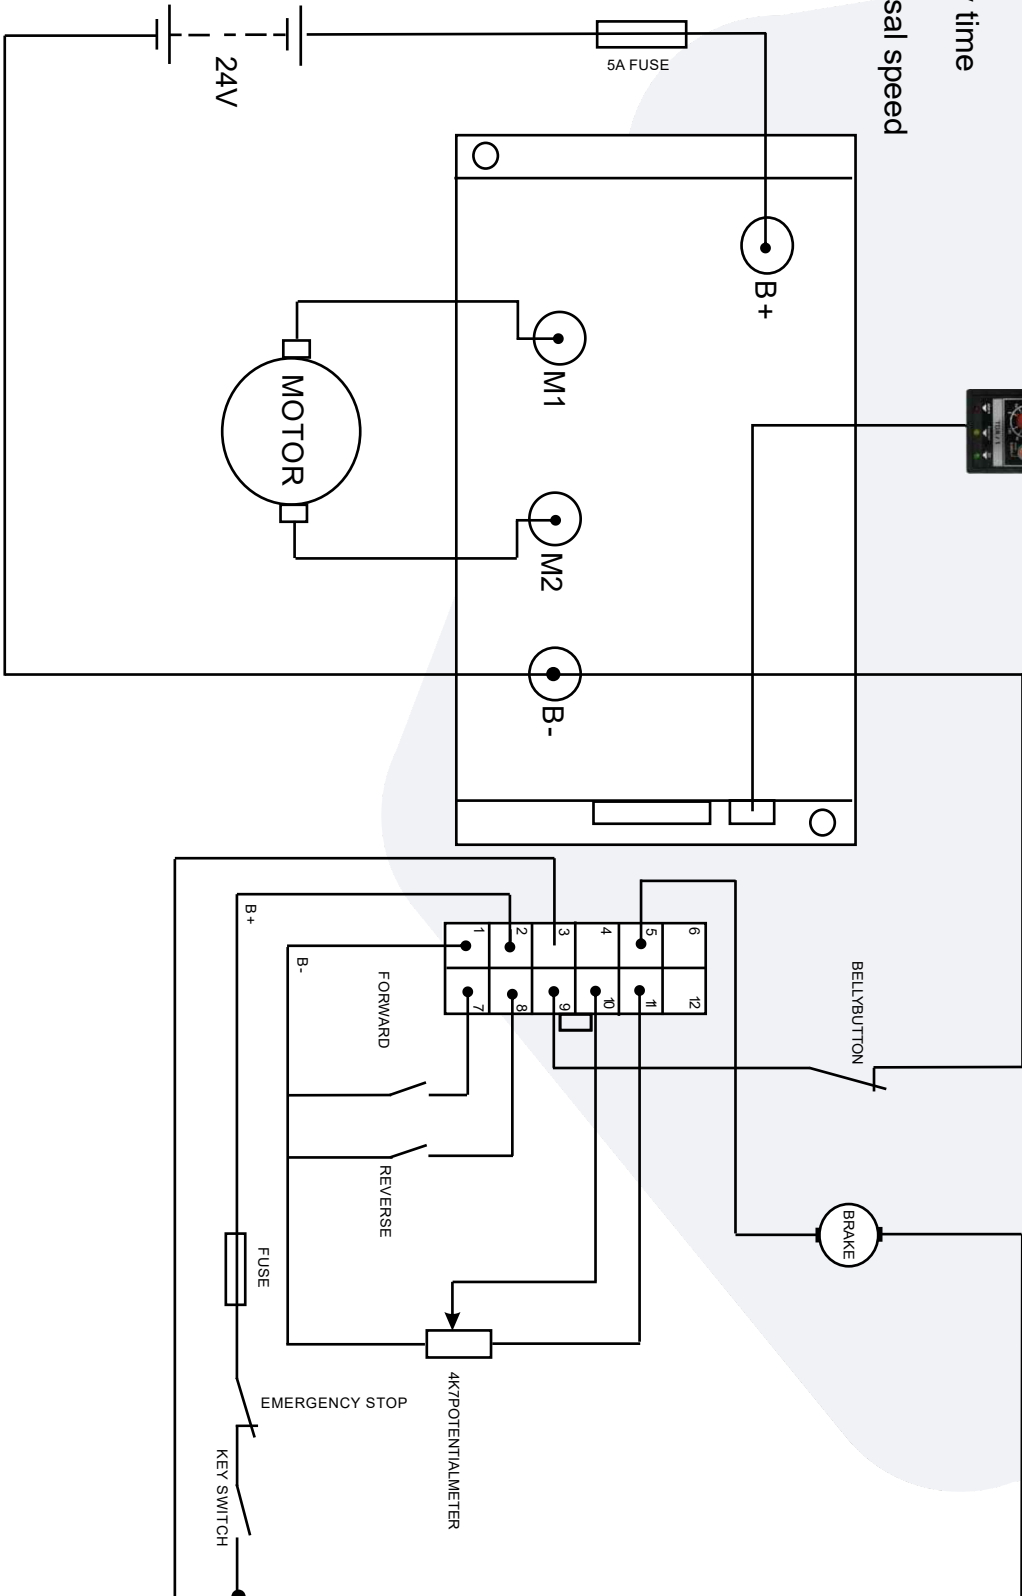 time
sal speed
24V
5A FUSE
B+
M1
MOTOR
M2
B-
B+
B-
1
2
3
4
5
6
7
8
9
10
11
12
FORWARD
REVERSE
BELLYBUTTON
BRAKE
FUSE
EMERGENCY STOP
KEY SWITCH
4K7POTENTIALMETER